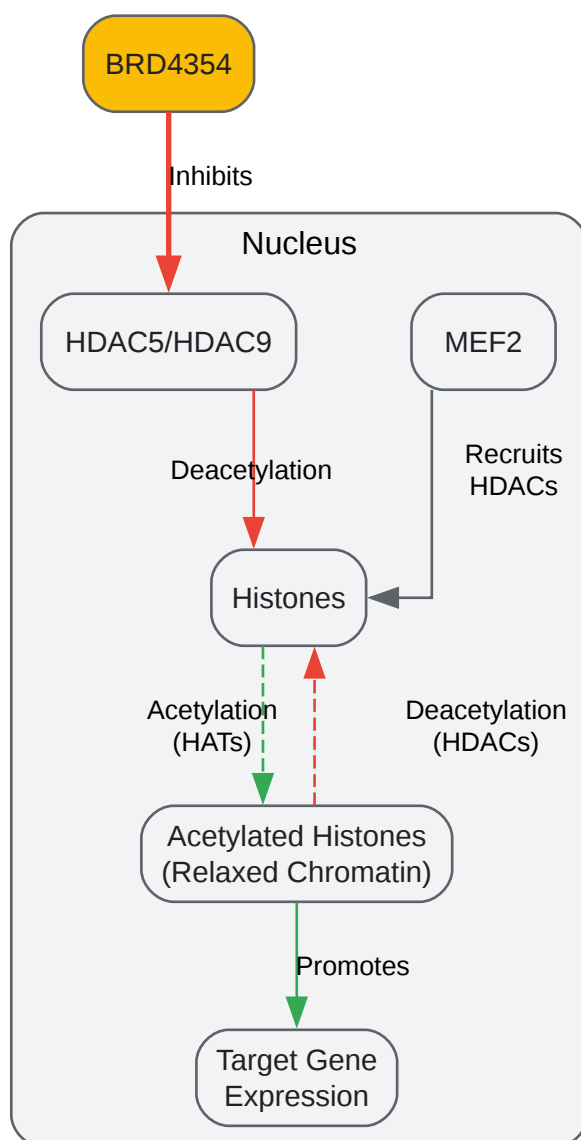 BRD4354
Inhibits
Nucleus
HDAC5/HDAC9
MEF2
Deacetylation
Recruits
HDACs
Histones
Acetylation
(HATs)
Deacetylation
(HDACs)
Acetylated Histones
(Relaxed Chromatin)
Promotes
Target Gene
Expression